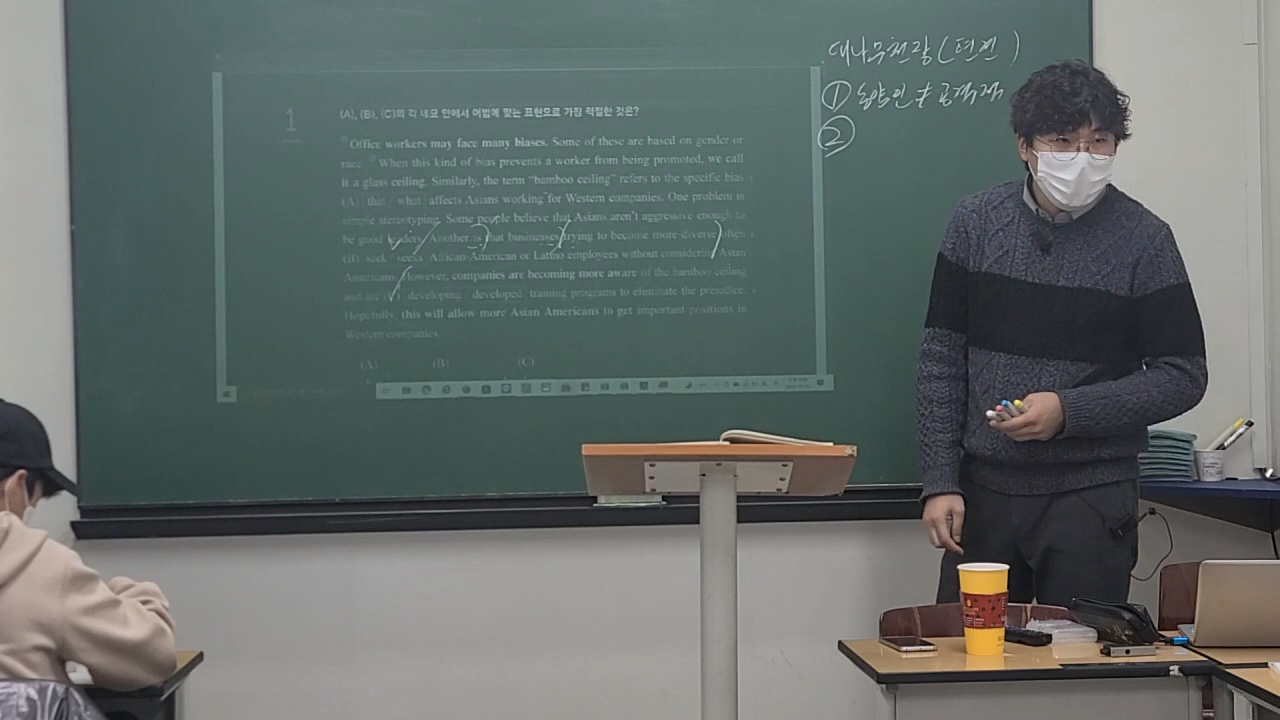 대나무천장(편견)
① 동양인 ≠ 공격적
②
1
(A), (B), (C)의 각 네모 안에서 어법에 맞는 표현으로 가장 적절한 것은?
Office workers may face many biases. Some of these are based on gender or
race. When this kind of bias prevents a worker from being promoted, we call
it a glass ceiling. Similarly, the term "bamboo ceiling" refers to the specific bias
(A) that / what affects Asians working for Western companies. One problem is
simple stereotyping. Some people believe that Asians aren't aggressive enough to
be good leaders. Another is that businesses trying to become more diverse often
(B) seek / seeks African-American or Latino employees without considering Asian
Americans. However, companies are becoming more aware of the bamboo ceiling
and are developing / developed training programs to eliminate the prejudice.
Hopefully, this will allow more Asian Americans to get important positions in
Western companies.
(A) (B) (C)